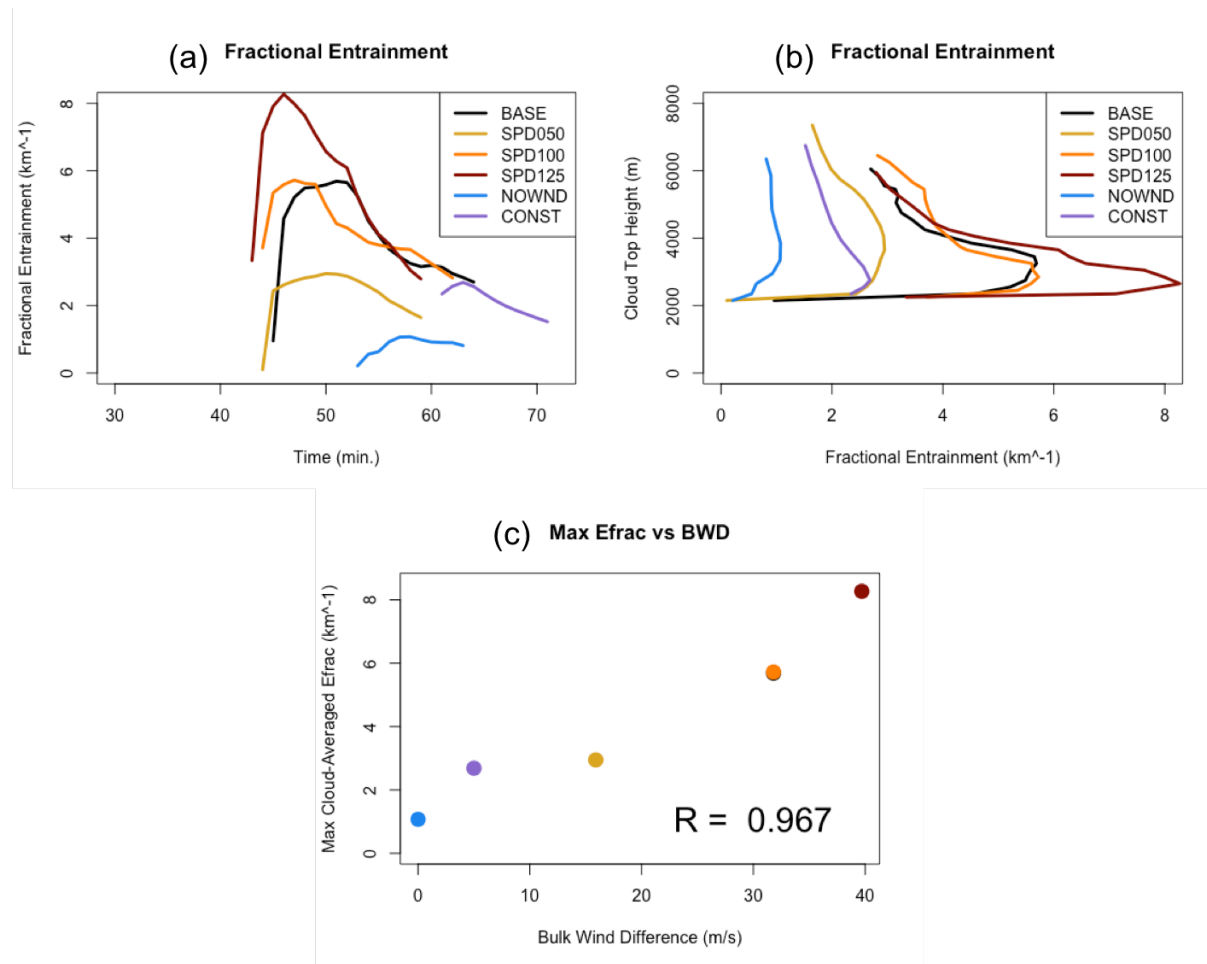 (a) Fractional Entrainment
Fractional Entrainment (km^-1)
0
2
4
6
8
BASE
SPD050
SPD100
SPD125
NOWND
CONST
30 40 50 60 70
Time (min.)
(b) Fractional Entrainment
Cloud Top Height (m)
0
2000
4000
6000
8000
BASE
SPD050
SPD100
SPD125
NOWND
CONST
0 2 4 6 8
Fractional Entrainment (km^-1)
(c) Max Efrac vs BWD
Max Cloud-Averaged Efrac (km^-1)
0
2
4
6
8
R = 0.967
0 10 20 30 40
Bulk Wind Difference (m/s)